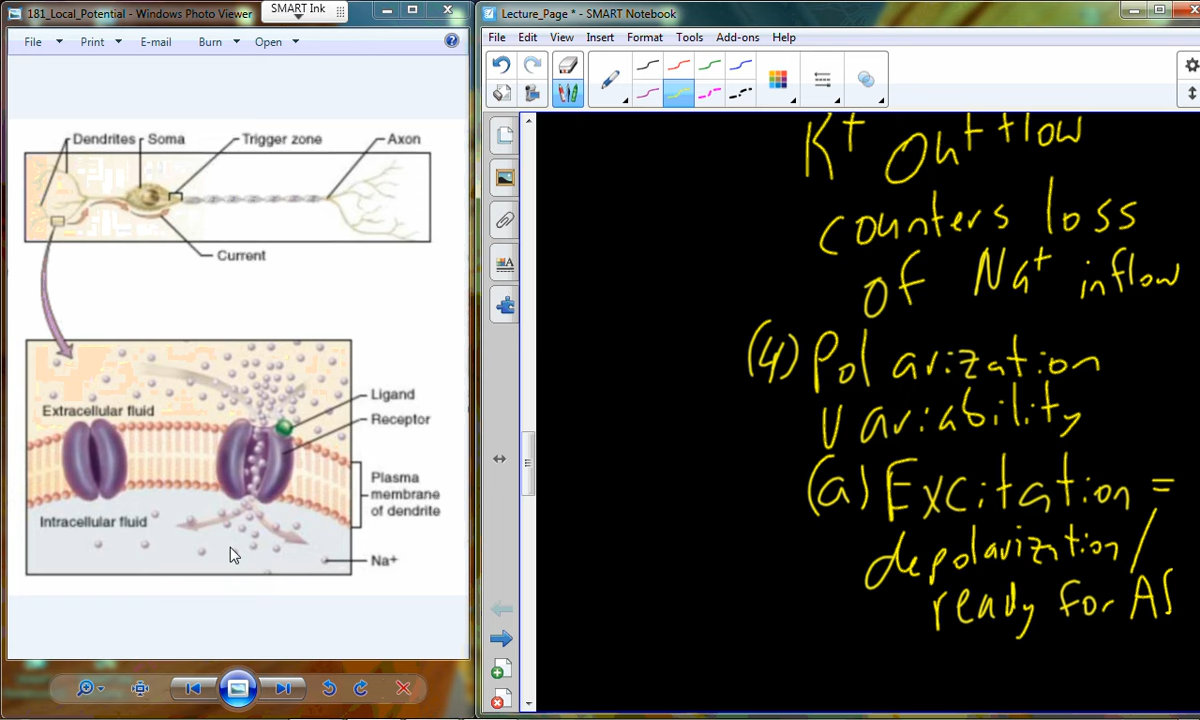 181_Local_Potential - Windows Photo Viewer
SMART Ink
File Print E-mail Burn Open
Dendrites Soma Trigger zone Axon
Current
Extracellular fluid
Ligand
Receptor
Plasma
membrane
of dendrite
Intracellular fluid
Na+
Lecture_Page * - SMART Notebook
File Edit View Insert Format Tools Add-ons Help
K+ Out flow
counters loss
of Na+ inflow
(4) Polarization
variability
(a) Excitation =
depolarization/
ready for